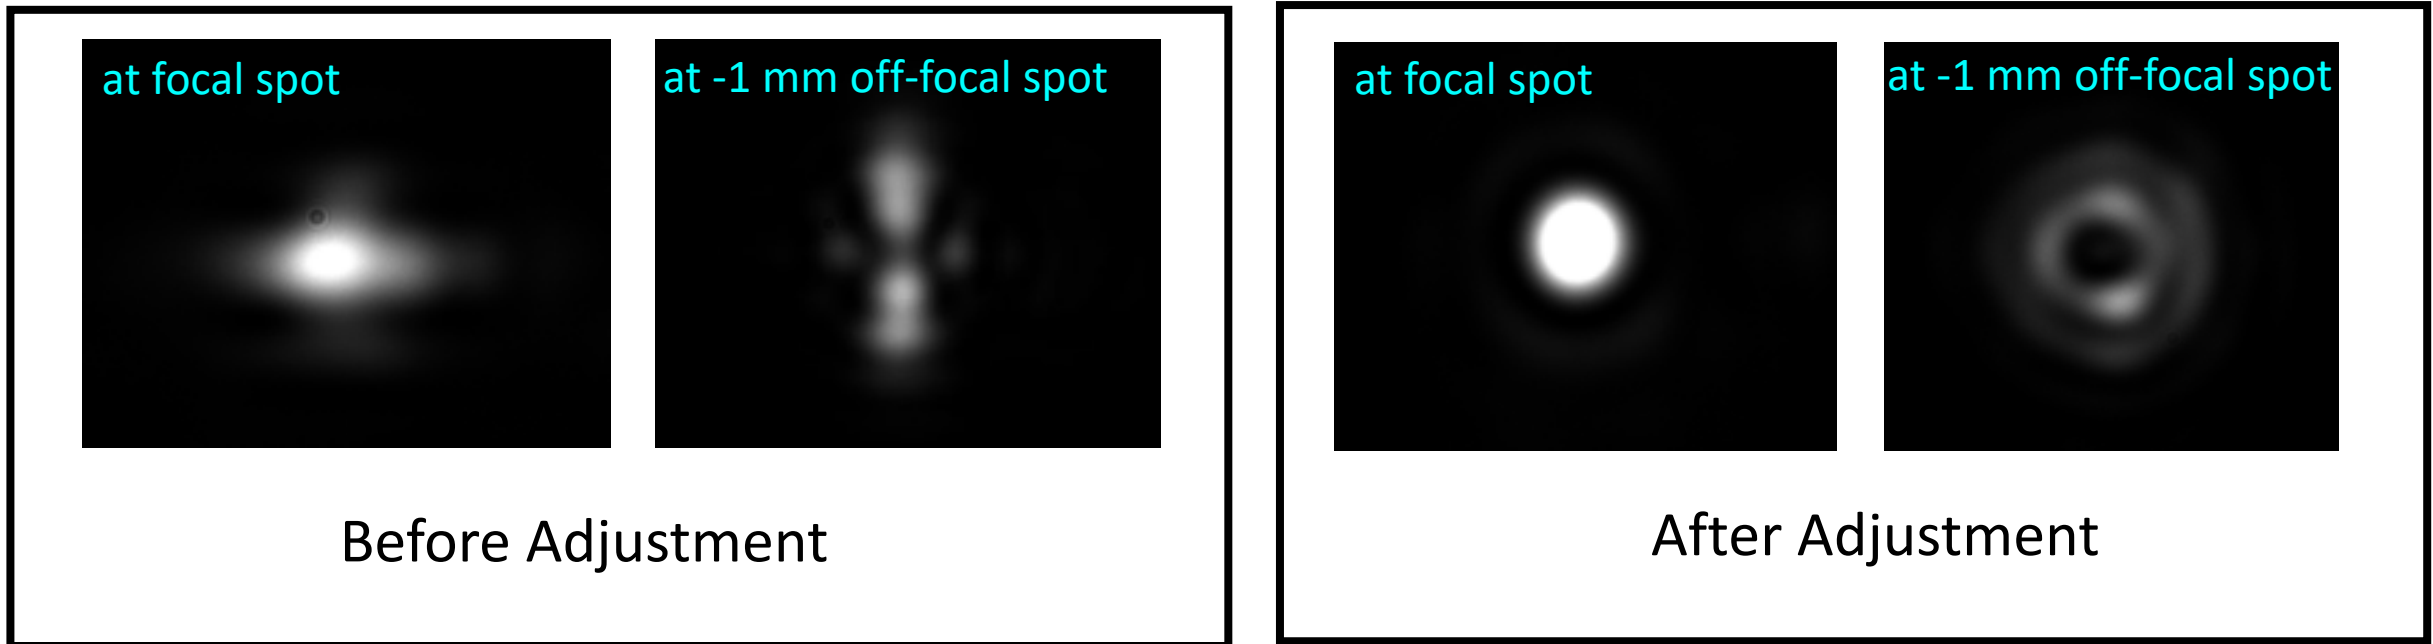 at focal spot
at -1 mm off-focal spot
Before Adjustment
at focal spot
at -1 mm off-focal spot
After Adjustment